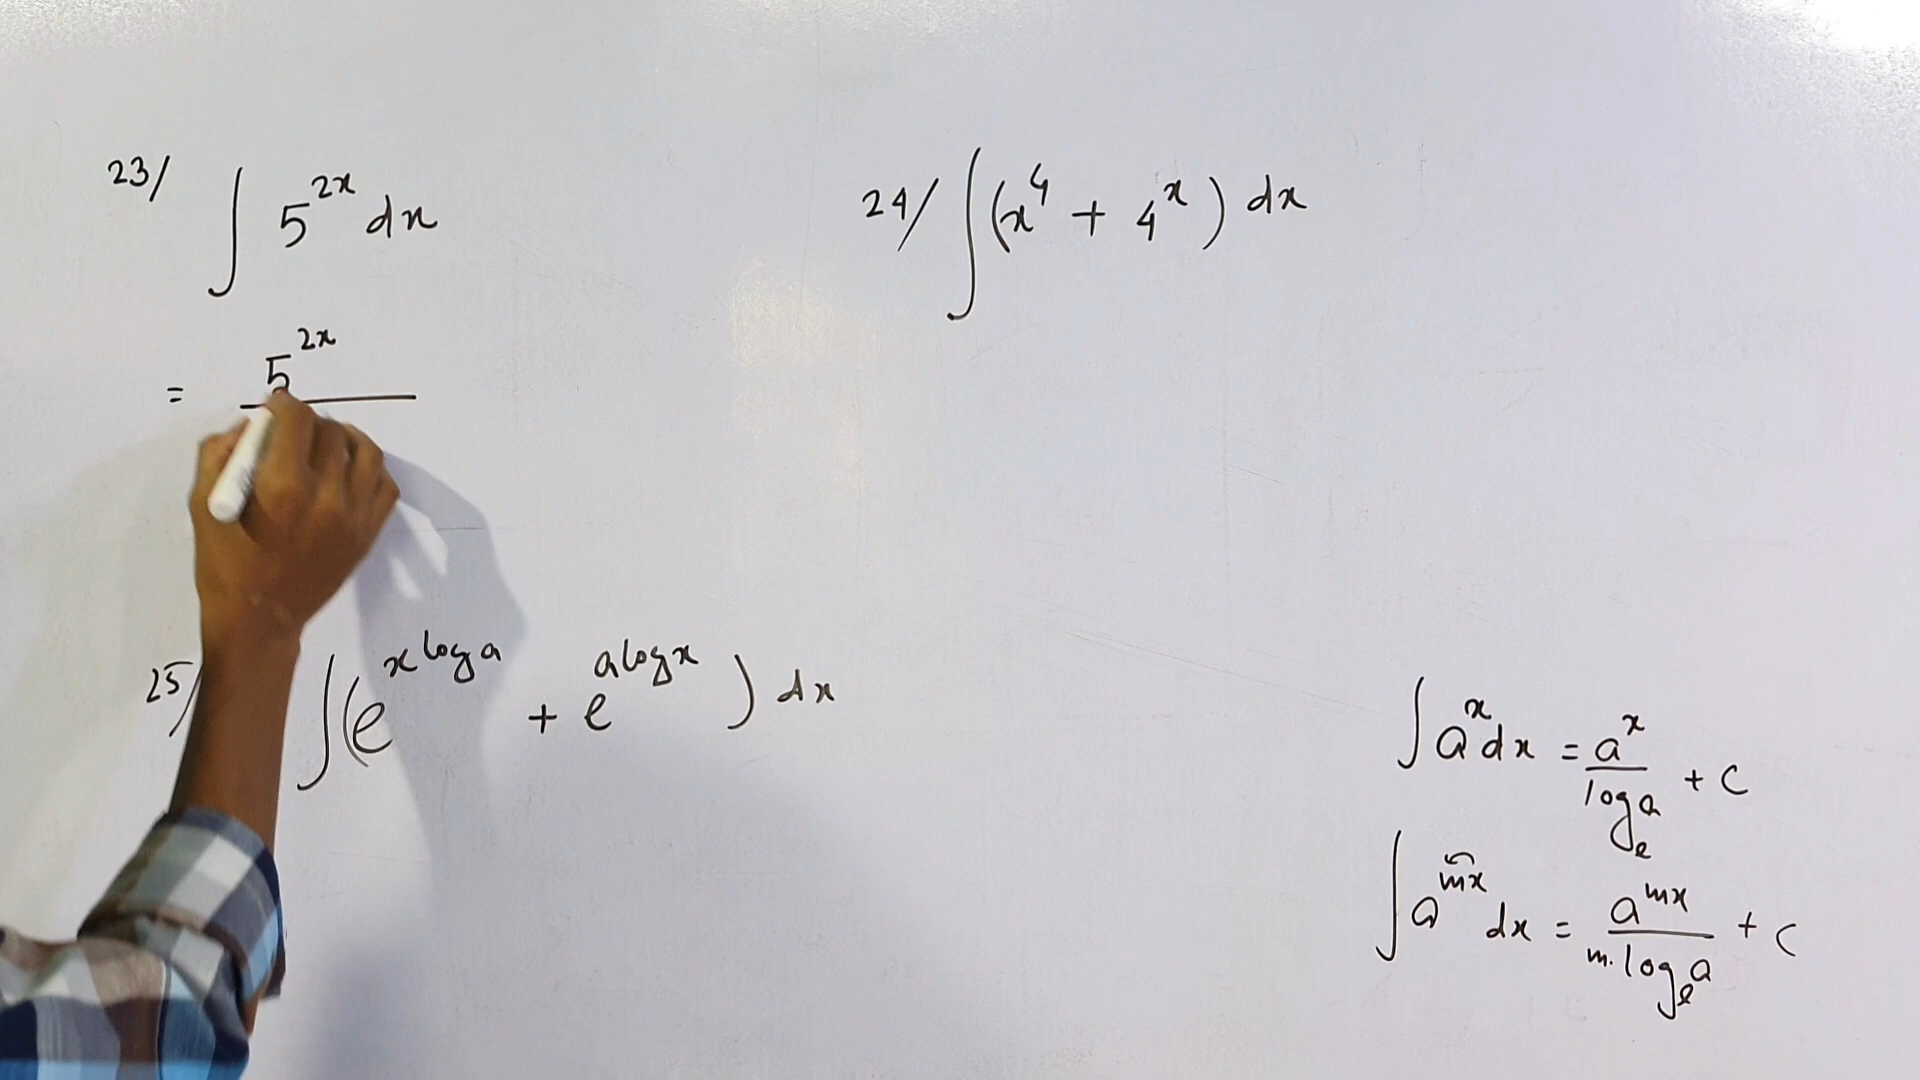 23/ ∫ 5^{2x} dx
= 5^{2x}
24/ ∫ (x^4 + 4^x) dx
25/ ∫ (e^{x log a} + e^{a log x}) dx
∫ a^x dx = a^x / log_e a + C
∫ a^{mx} dx = a^{mx} / m. log_e a + C